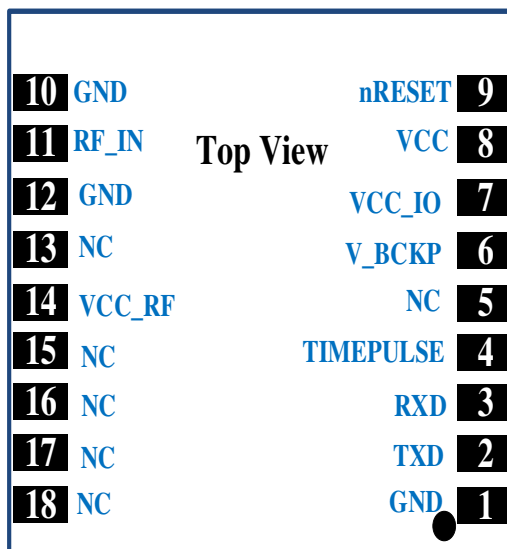 10 GND nRESET 9
11 RF_IN Top View VCC 8
12 GND VCC_IO 7
13 NC V_BCKP 6
14 VCC_RF NC 5
15 NC TIMEPULSE 4
16 NC RXD 3
17 NC TXD 2
18 NC GND 1